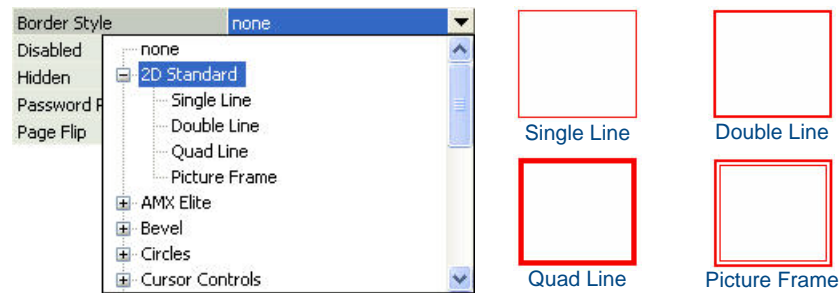 Border Style none
Disabled
Hidden
Password
Page Flip
none
2D Standard
Single Line
Double Line
Quad Line
Picture Frame
AMX Elite
Bevel
Circles
Cursor Controls
Single Line
Double Line
Quad Line
Picture Frame